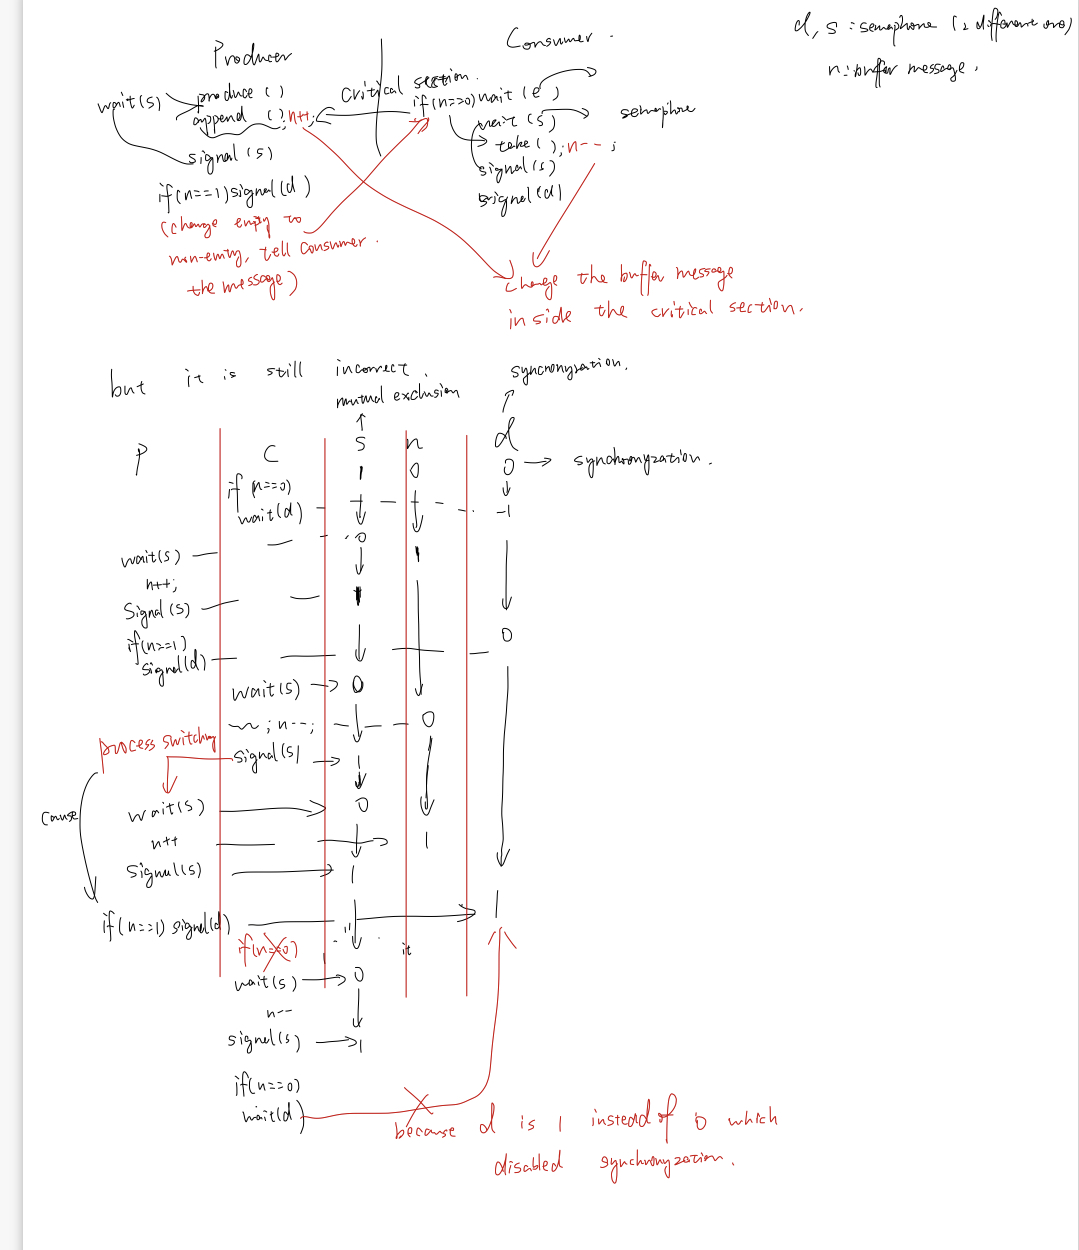 d, s : semaphone (2 different ons)
n : buffer message.
Producer
Consumer.
wait(s)
produce ( )
append ( ); n++;
signal (s)
if(n==1)signal(d)
(change empty to
non-emty, tell consumer.
the message)
critical section.
if(n==0)wait(e)
wait (s)
take( ); n-- ;
signal(s)
signal(d)
semaphore
change the buffer message
inside the critical section.
but it is still incorrect.
mutual exclusion
syncronyzation.
P
C
s
n
d
1
0
0 → synchronyzation.
if (n==0)
wait(d)
-1
0
wait(s)
1
n++;
Signal(s)
1
if(n==1)
signal(d)
0
wait(s)
0
; n--;
0
process switching
signal(s)
1
cause
wait(s)
0
n++
1
signal(s)
1
if(n==1) signal(d)
1
if(n==0)
it
wait(s)
0
n--
signal(s)
1
if(n==0)
wait(d)
because d is 1 instead of 0 which
disabled synchronyzation.